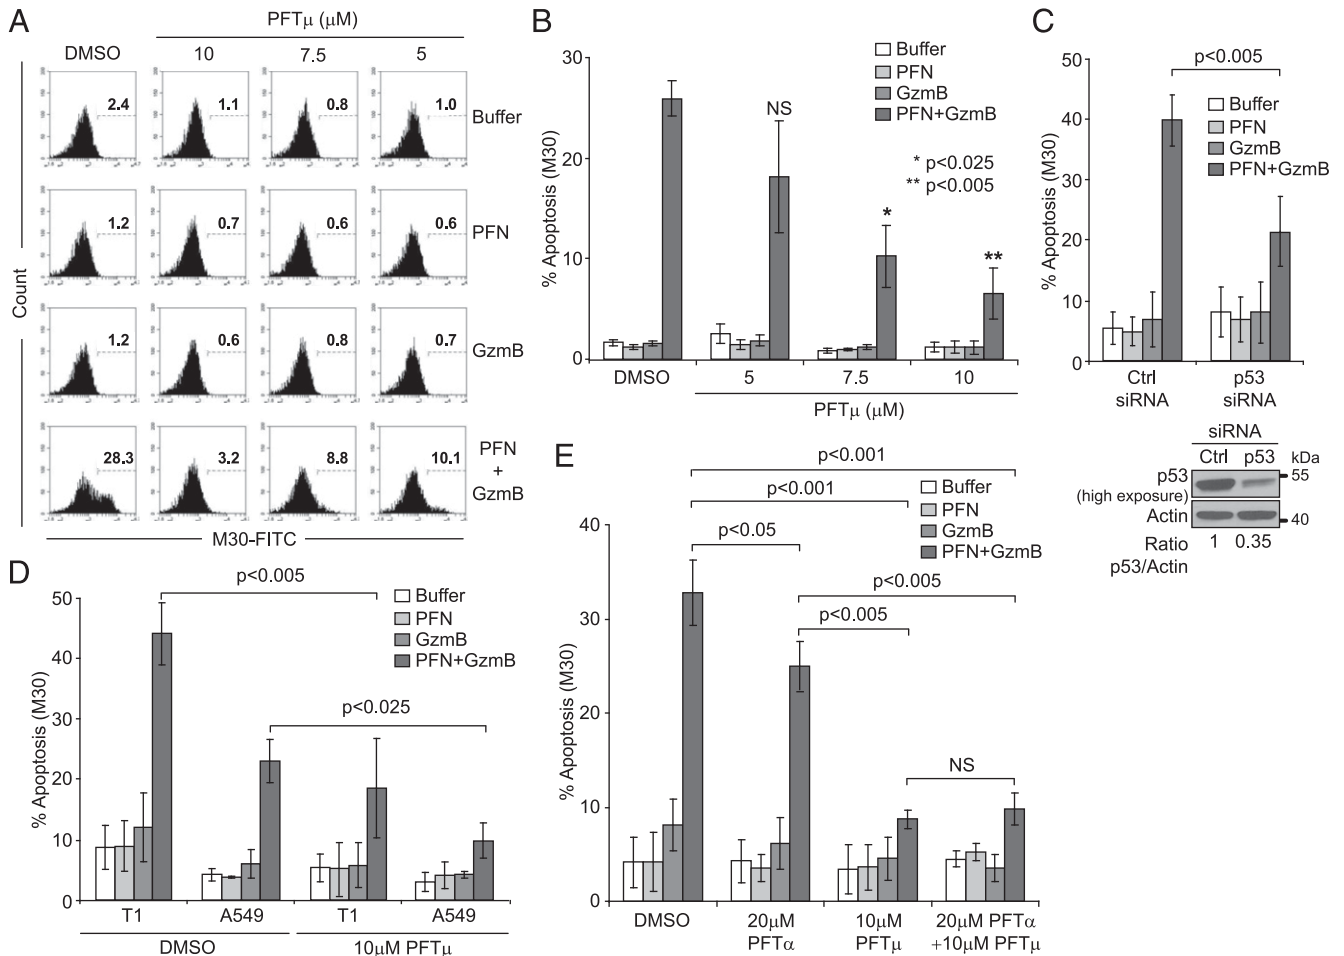 A
PFTμ (μM)
DMSO 10 7.5 5
2.4 1.1 0.8 1.0 Buffer
1.2 0.7 0.6 0.6 PFN
1.2 0.6 0.8 0.7 GzmB
28.3 3.2 8.8 10.1 PFN + GzmB
Count
M30-FITC
B
% Apoptosis (M30)
30
20
10
0
Buffer
PFN
GzmB
PFN+GzmB
* p<0.025
** p<0.005
NS
*
**
DMSO 5 7.5 10
PFTμ (μM)
C
% Apoptosis (M30)
50
40
30
20
10
0
p<0.005
Buffer
PFN
GzmB
PFN+GzmB
Ctrl siRNA
p53 siRNA
siRNA
Ctrl p53 kDa
p53 55
(high exposure)
Actin 40
Ratio 1 0.35
p53/Actin
D
% Apoptosis (M30)
50
40
30
20
10
0
p<0.005
Buffer
PFN
GzmB
PFN+GzmB
p<0.025
T1 A549 T1 A549
DMSO 10μM PFTμ
E
% Apoptosis (M30)
40
30
20
10
0
p<0.001
p<0.001
p<0.05
Buffer
PFN
GzmB
PFN+GzmB
p<0.005
p<0.005
NS
DMSO
20μM PFTα
10μM PFTμ
20μM PFTα +10μM PFTμ